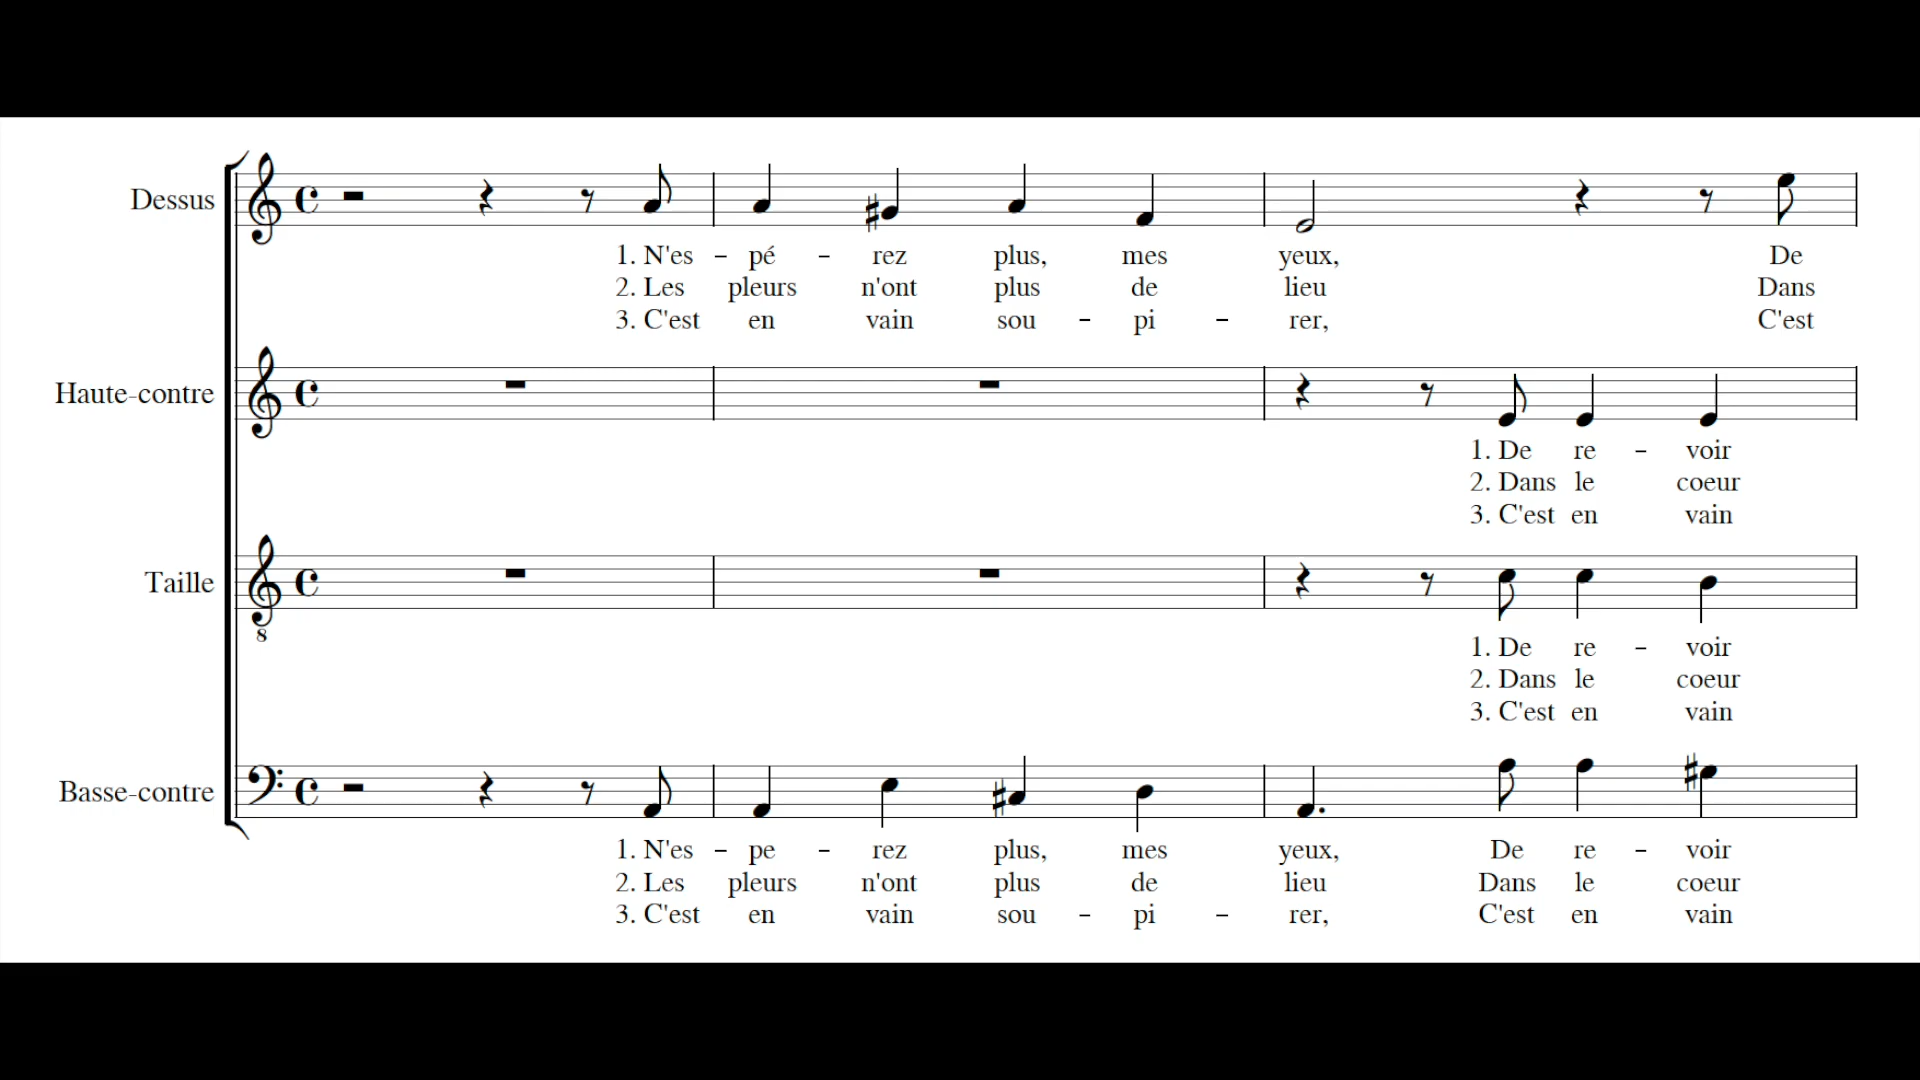 Dessus
1. N'es - pé - rez plus, mes yeux, De
2. Les pleurs n'ont plus de lieu Dans
3. C'est en vain sou - pi - rer, C'est
Haute-contre
1. De re - voir
2. Dans le coeur
3. C'est en vain
Taille
8
1. De re - voir
2. Dans le coeur
3. C'est en vain
Basse-contre
1. N'es - pe - rez plus, mes yeux, De re - voir
2. Les pleurs n'ont plus de lieu Dans le coeur
3. C'est en vain sou - pi - rer, C'est en vain